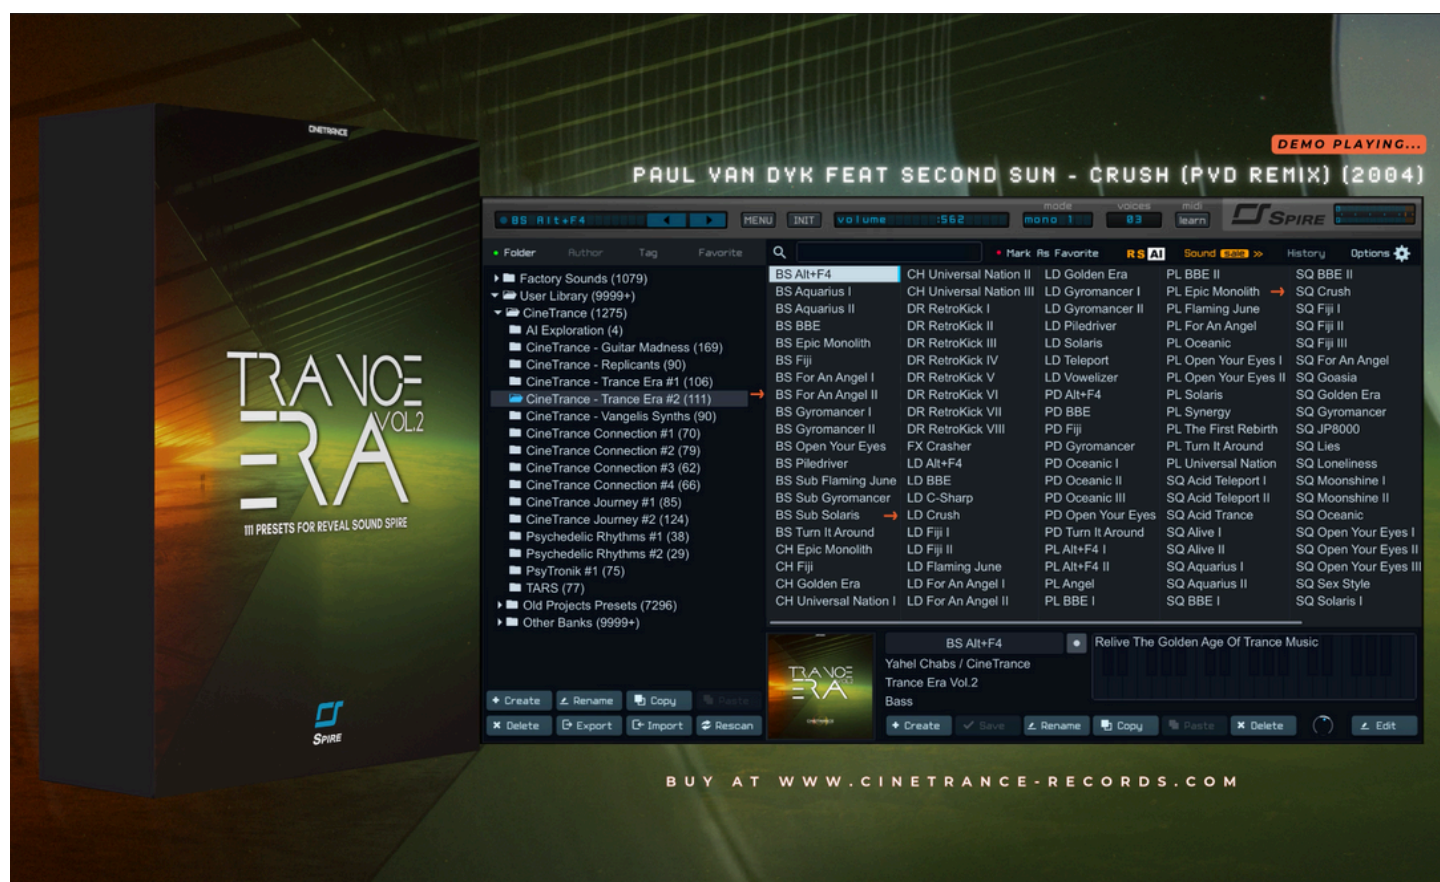 CINETRANCE
TRANCE
ERA
VOL.2
111 PRESETS FOR REVEAL SOUND SPIRE
SPIRE
DEMO PLAYING...
PAUL VAN DYK FEAT SECOND SUN - CRUSH (PVD REMIX) (2004)
BS Alt+F4
MENU
INIT
volume :562
mode
mono 1
voices
03
midi
learn
SPIRE
Folder Author Tag Favorite
Mark As Favorite
RS AI
Sound sale >>
History
Options
Factory Sounds (1079)
User Library (9999+)
CineTrance (1275)
AI Exploration (4)
CineTrance - Guitar Madness (169)
CineTrance - Replicants (90)
CineTrance - Trance Era #1 (106)
CineTrance - Trance Era #2 (111)
CineTrance - Vangelis Synths (90)
CineTrance Connection #1 (70)
CineTrance Connection #2 (79)
CineTrance Connection #3 (62)
CineTrance Connection #4 (66)
CineTrance Journey #1 (85)
CineTrance Journey #2 (124)
Psychedelic Rhythms #1 (38)
Psychedelic Rhythms #2 (29)
PsyTronik #1 (75)
TARS (77)
Old Projects Presets (7296)
Other Banks (9999+)
+ Create
Rename
Copy
Paste
Delete
Export
Import
Rescan
BS Alt+F4
BS Aquarius I
BS Aquarius II
BS BBE
BS Epic Monolith
BS Fiji
BS For An Angel I
→ BS For An Angel II
BS Gyromancer I
BS Gyromancer II
BS Open Your Eyes
BS Piledriver
BS Sub Flaming June
BS Sub Gyromancer
BS Sub Solaris
BS Turn It Around
CH Epic Monolith
CH Fiji
CH Golden Era
CH Universal Nation I
CH Universal Nation II
CH Universal Nation III
DR RetroKick I
DR RetroKick II
DR RetroKick III
DR RetroKick IV
DR RetroKick V
DR RetroKick VI
DR RetroKick VII
DR RetroKick VIII
FX Crasher
LD Alt+F4
LD BBE
LD C-Sharp
→ LD Crush
LD Fiji I
LD Fiji II
LD Flaming June
LD For An Angel I
LD For An Angel II
LD Golden Era
LD Gyromancer I
LD Gyromancer II
LD Piledriver
LD Solaris
LD Teleport
LD Vowelizer
PD Alt+F4
PD BBE
PD Fiji
PD Gyromancer
PD Oceanic I
PD Oceanic II
PD Oceanic III
PD Open Your Eyes
PD Turn It Around
PL Alt+F4 I
PL Alt+F4 II
PL Angel
PL BBE I
PL BBE II
PL Epic Monolith
PL Flaming June
PL For An Angel
PL Oceanic
PL Open Your Eyes I
PL Open Your Eyes II
PL Solaris
PL Synergy
PL The First Rebirth
PL Turn It Around
PL Universal Nation
SQ Acid Teleport I
SQ Acid Teleport II
SQ Acid Trance
SQ Alive I
SQ Alive II
SQ Aquarius I
SQ Aquarius II
SQ BBE I
SQ BBE II
→ SQ Crush
SQ Fiji I
SQ Fiji II
SQ Fiji III
SQ For An Angel
SQ Goasia
SQ Golden Era
SQ Gyromancer
SQ JP8000
SQ Lies
SQ Loneliness
SQ Moonshine I
SQ Moonshine II
SQ Oceanic
SQ Open Your Eyes I
SQ Open Your Eyes II
SQ Open Your Eyes III
SQ Sex Style
SQ Solaris I
TRANCE
ERA
VOL.2
CINETRANCE
BS Alt+F4
Yahel Chabs / CineTrance
Trance Era Vol.2
Bass
Relive The Golden Age Of Trance Music
+ Create
Save
Rename
Copy
Paste
Delete
Edit
BUY AT WWW.CINETRANCE-RECORDS.COM